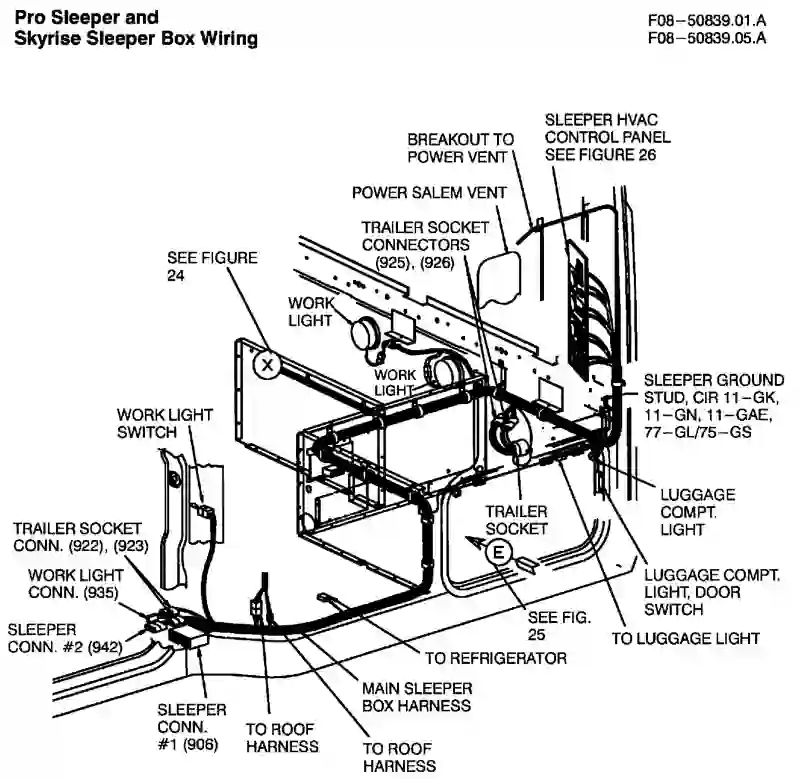 Pro Sleeper and
Skyrise Sleeper Box Wiring
F08-50839.01.A
F08-50839.05.A
SLEEPER HVAC
CONTROL PANEL
SEE FIGURE 26
BREAKOUT TO
POWER VENT
POWER SALEM VENT
TRAILER SOCKET
CONNECTORS
(925), (926)
SEE FIGURE
24
WORK
LIGHT
X
WORK
LIGHT
SLEEPER GROUND
STUD, CIR 11-GK,
11-GN, 11-GAE,
77-GL/75-GS
WORK LIGHT
SWITCH
LUGGAGE
COMPT.
LIGHT
TRAILER
SOCKET
TRAILER SOCKET
CONN. (922), (923)
E
WORK LIGHT
CONN. (935)
LUGGAGE COMPT.
LIGHT, DOOR
SWITCH
SEE FIG.
25
SLEEPER
CONN. #2 (942)
TO LUGGAGE LIGHT
TO REFRIGERATOR
MAIN SLEEPER
BOX HARNESS
SLEEPER
CONN.
#1 (906)
TO ROOF
HARNESS
TO ROOF
HARNESS